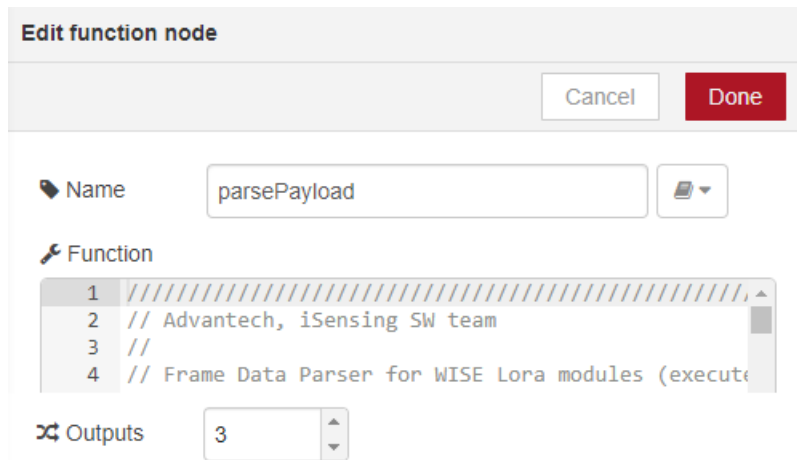 Edit function node
Cancel Done
Name parsePayload
Function
1 //////////////////////////////////////////////////
2 // Advantech, iSensing SW team
3 //
4 // Frame Data Parser for WISE Lora modules (execute
Outputs 3